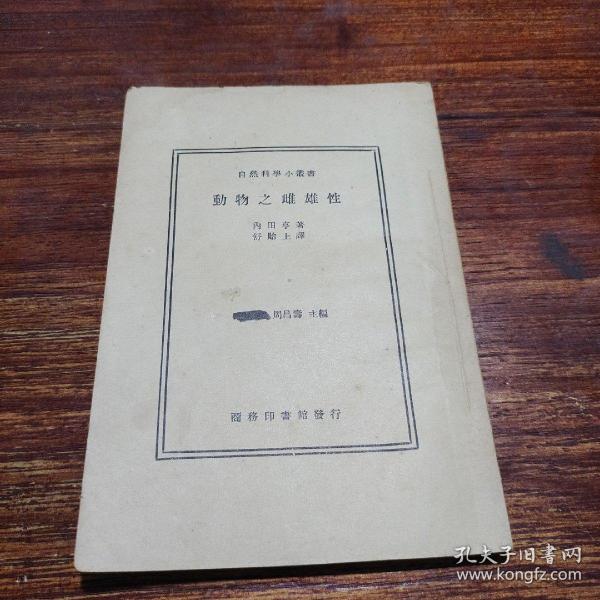 自然科學小叢書
動物之雌雄性
內田亨著
舒貽上譯
周昌壽 主編
商務印書館發行
孔夫子旧書网
www.kongfz.com